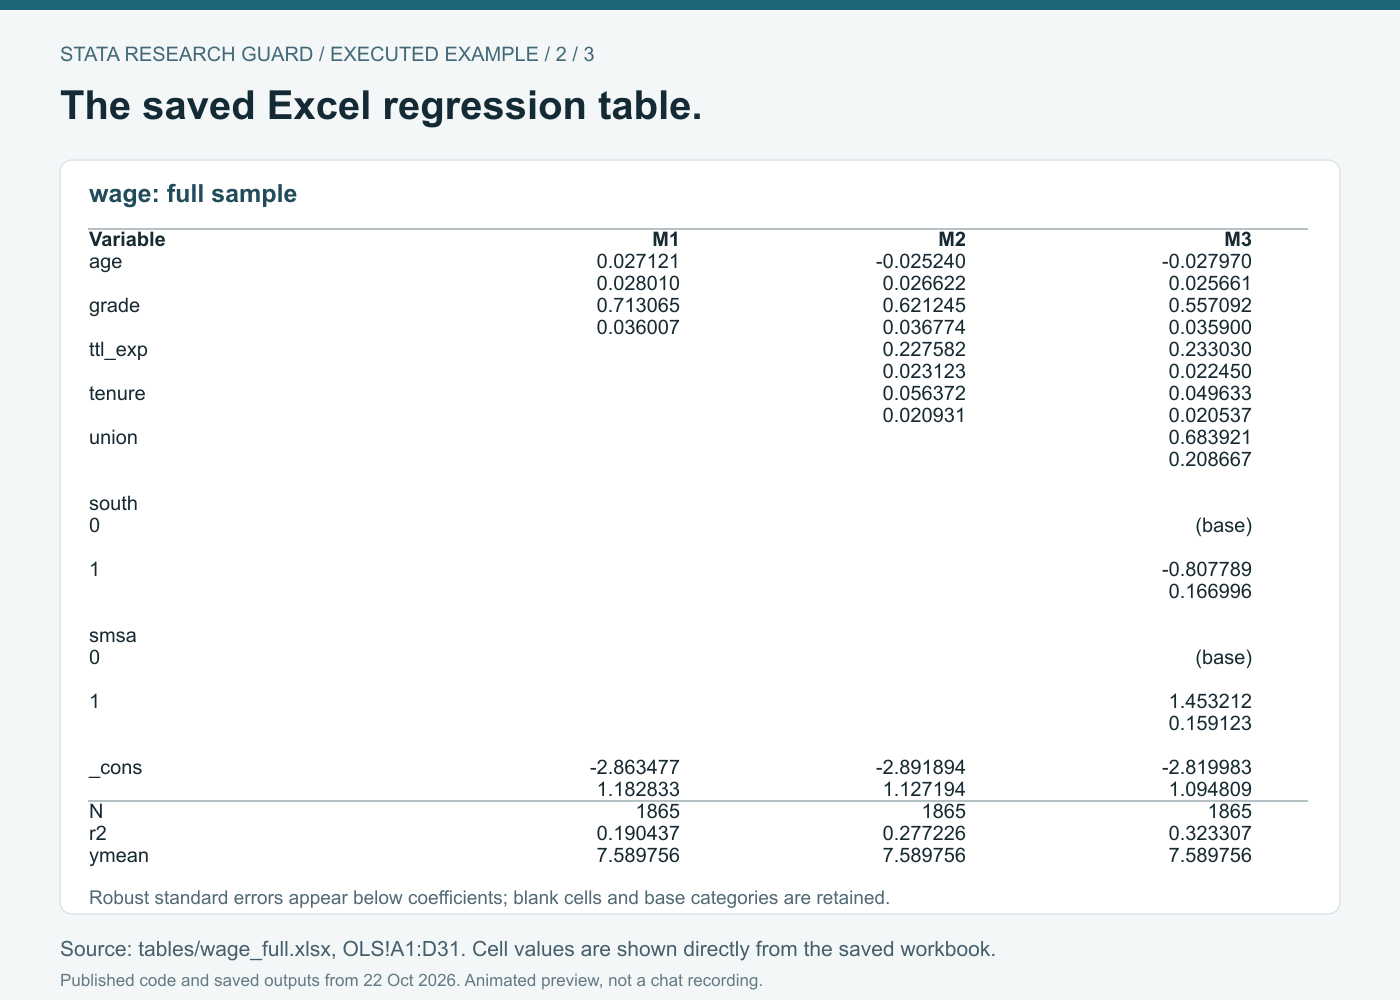 STATA RESEARCH GUARD / EXECUTED EXAMPLE / 2 / 3
The saved Excel regression table.
wage: full sample
Variable M1 M2 M3
age 0.027121 -0.025240 -0.027970
0.028010 0.026622 0.025661
grade 0.713065 0.621245 0.557092
0.036007 0.036774 0.035900
ttl_exp 0.227582 0.233030
0.023123 0.022450
tenure 0.056372 0.049633
0.020931 0.020537
union 0.683921
0.208667
south
0 (base)
1 -0.807789
0.166996
smsa
0 (base)
1 1.453212
0.159123
_cons -2.863477 -2.891894 -2.819983
1.182833 1.127194 1.094809
N 1865 1865 1865
r2 0.190437 0.277226 0.323307
ymean 7.589756 7.589756 7.589756
Robust standard errors appear below coefficients; blank cells and base categories are retained.
Source: tables/wage_full.xlsx, OLS!A1:D31. Cell values are shown directly from the saved workbook.
Published code and saved outputs from 22 Oct 2026. Animated preview, not a chat recording.